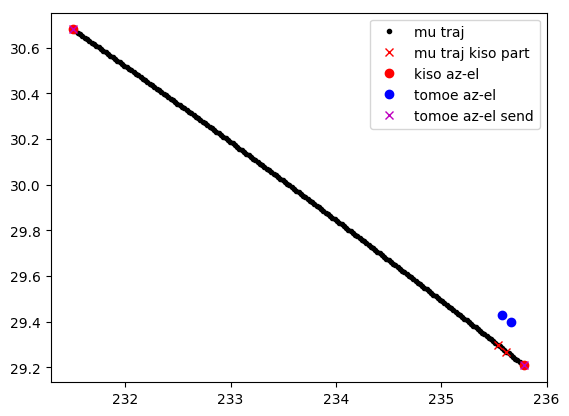 30.6
30.4
30.2
30.0
29.8
29.6
29.4
29.2
232
233
234
235
236
mu traj
mu traj kiso part
kiso az-el
tomoe az-el
tomoe az-el send